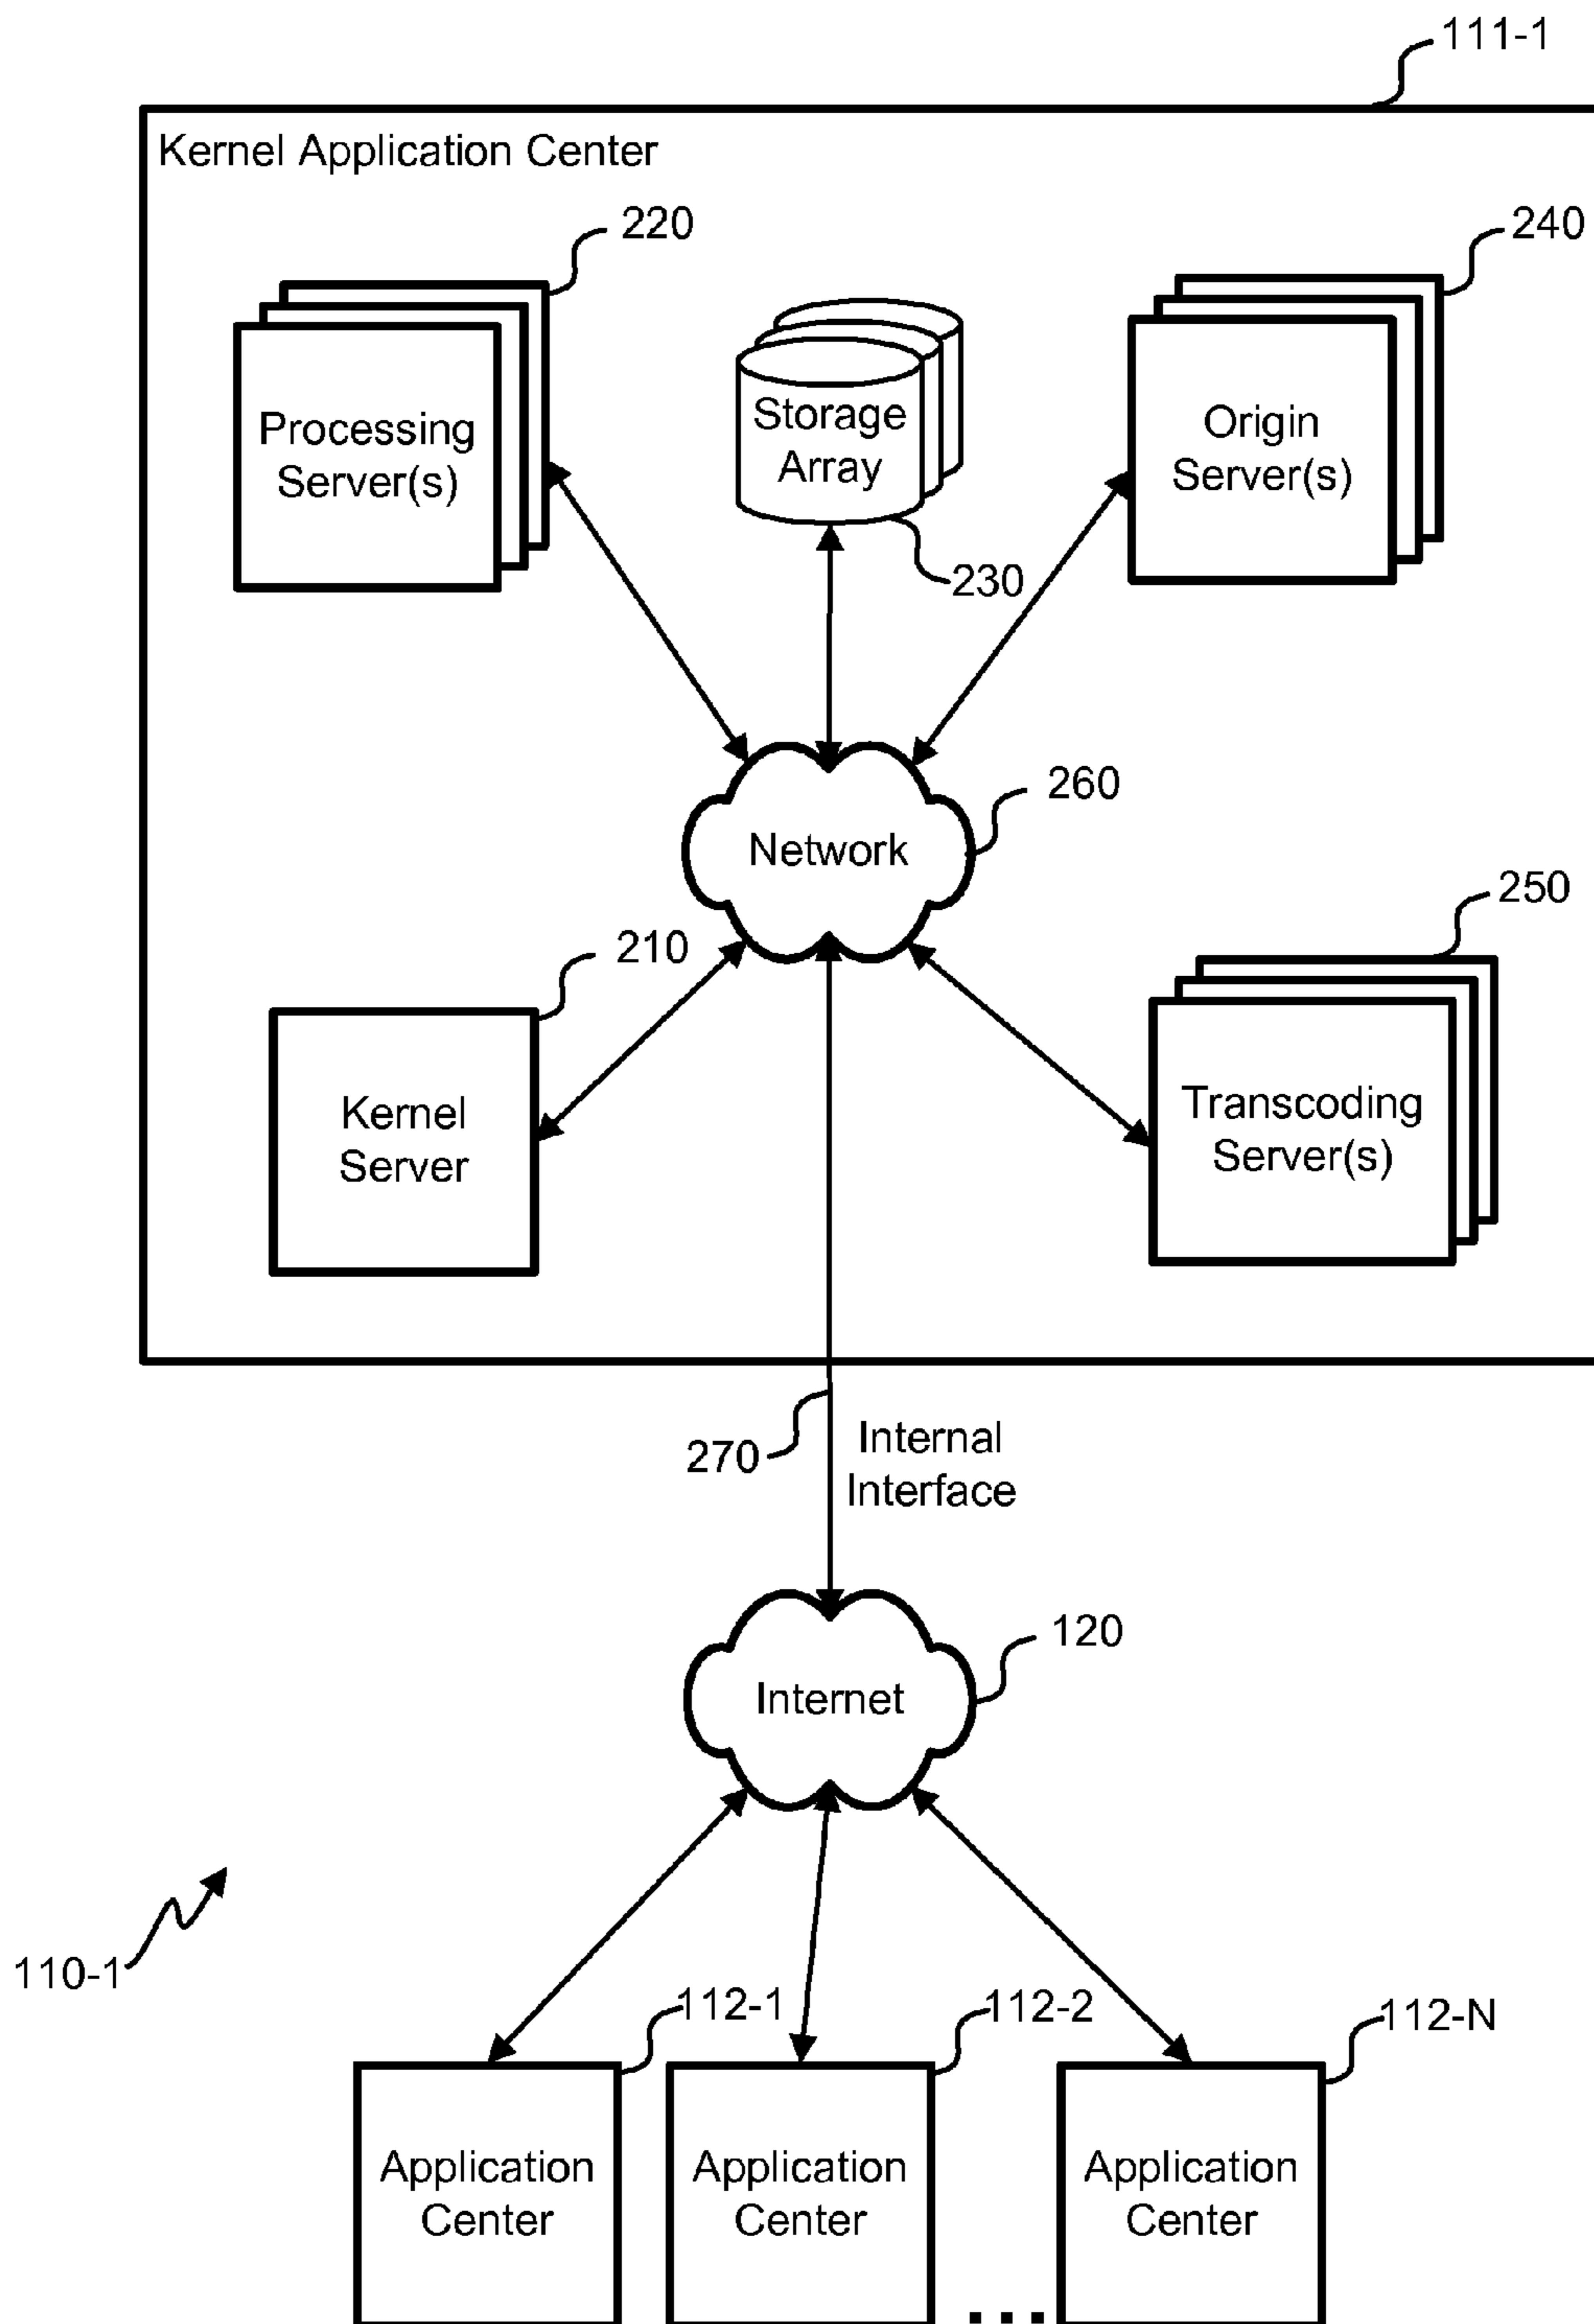 111-1
Kernel Application Center
220
240
Processing
Server(s)
Storage
Array
Origin
Server(s)
230
260
Network
250
210
Kernel
Server
Transcoding
Server(s)
270
Internal
Interface
120
Internet
110-1
112-1
112-2
112-N
Application
Center
Application
Center
Application
Center
...